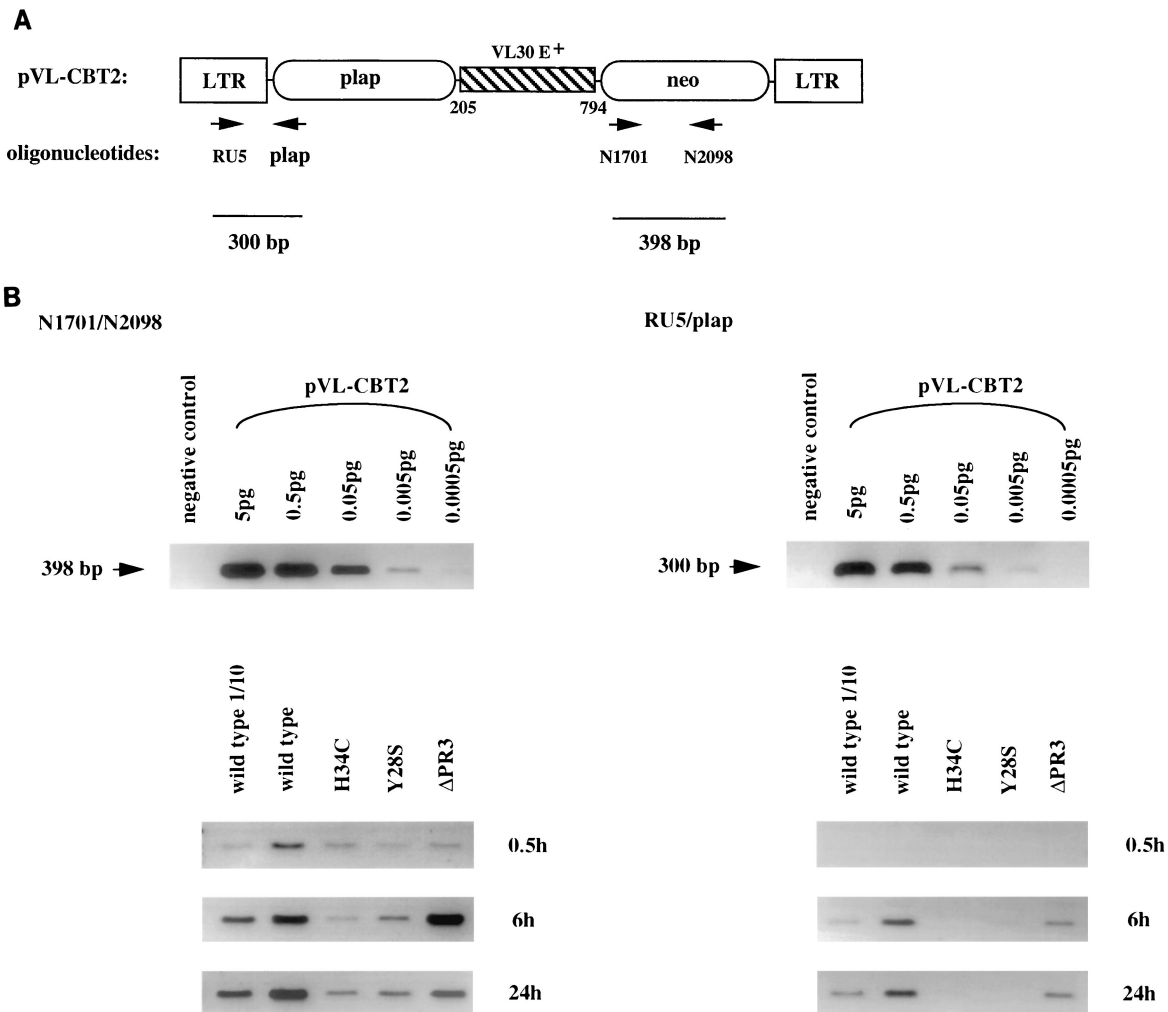 A
VL30 E+
pVL-CBT2: LTR plap neo LTR
205 794
oligonucleotides: RU5 plap N1701 N2098
300 bp 398 bp
B
N1701/N2098 RU5/plap
pVL-CBT2 pVL-CBT2
negative control 5pg 0.5pg 0.05pg 0.005pg 0.0005pg
negative control 5pg 0.5pg 0.05pg 0.005pg 0.0005pg
398 bp 300 bp
wild type 1/10 wild type H34C Y28S ΔPR3
wild type 1/10 wild type H34C Y28S ΔPR3
0.5h 0.5h
6h 6h
24h 24h